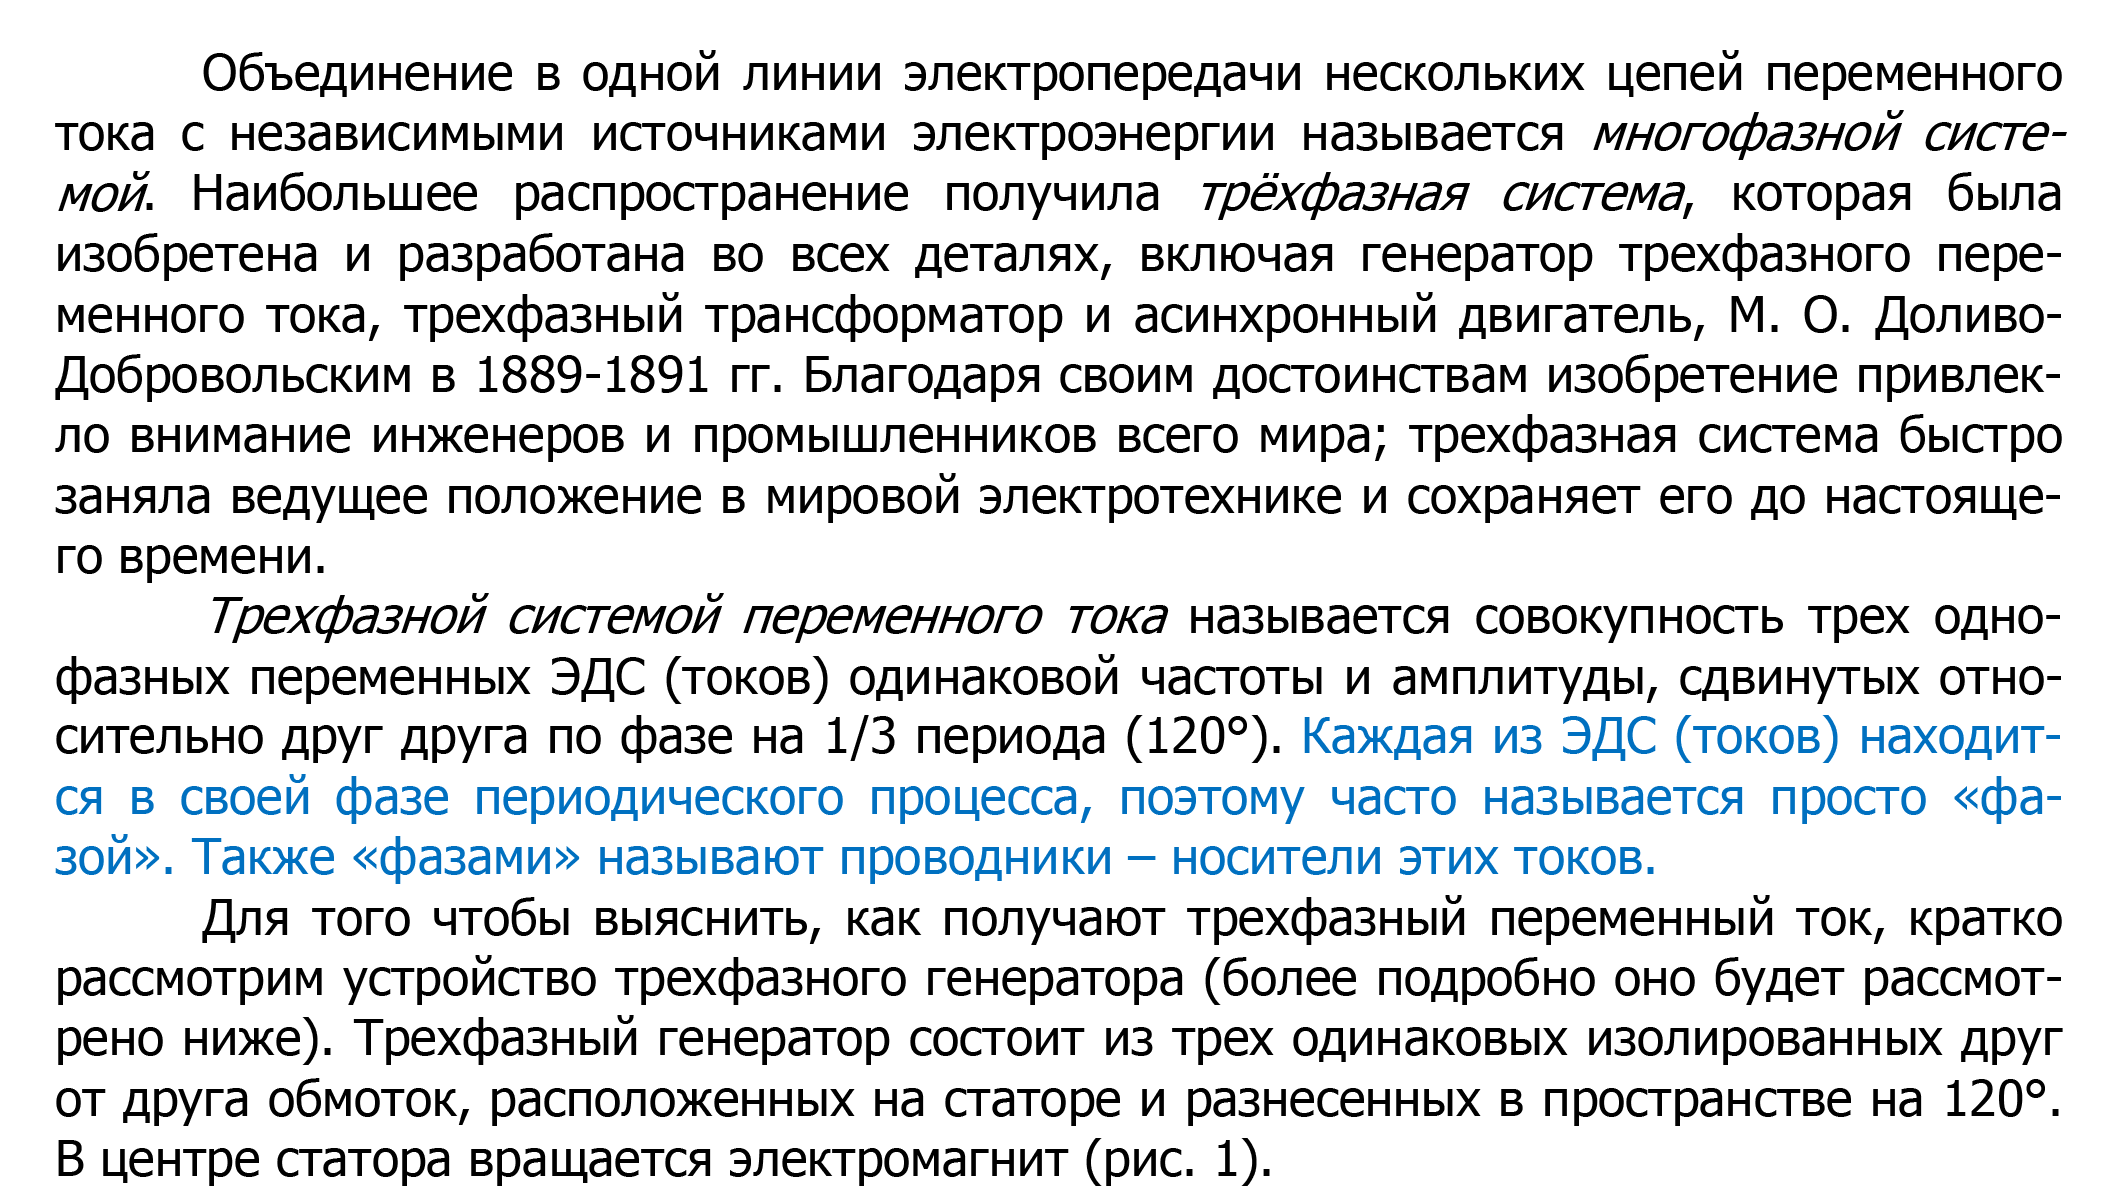 Объединение в одной линии электропередачи нескольких цепей переменного
тока с независимыми источниками электроэнергии называется многофазной систе-
мой. Наибольшее распространение получила трёхфазная система, которая была
изобретена и разработана во всех деталях, включая генератор трехфазного пере-
менного тока, трехфазный трансформатор и асинхронный двигатель, М. О. Доливо-
Добровольским в 1889-1891 гг. Благодаря своим достоинствам изобретение привлек-
ло внимание инженеров и промышленников всего мира; трехфазная система быстро
заняла ведущее положение в мировой электротехнике и сохраняет его до настояще-
го времени.
Трехфазной системой переменного тока называется совокупность трех одно-
фазных переменных ЭДС (токов) одинаковой частоты и амплитуды, сдвинутых отно-
сительно друг друга по фазе на 1/3 периода (120°). Каждая из ЭДС (токов) находит-
ся в своей фазе периодического процесса, поэтому часто называется просто «фа-
зой». Также «фазами» называют проводники – носители этих токов.
Для того чтобы выяснить, как получают трехфазный переменный ток, кратко
рассмотрим устройство трехфазного генератора (более подробно оно будет рассмот-
рено ниже). Трехфазный генератор состоит из трех одинаковых изолированных друг
от друга обмоток, расположенных на статоре и разнесенных в пространстве на 120°.
В центре статора вращается электромагнит (рис. 1).